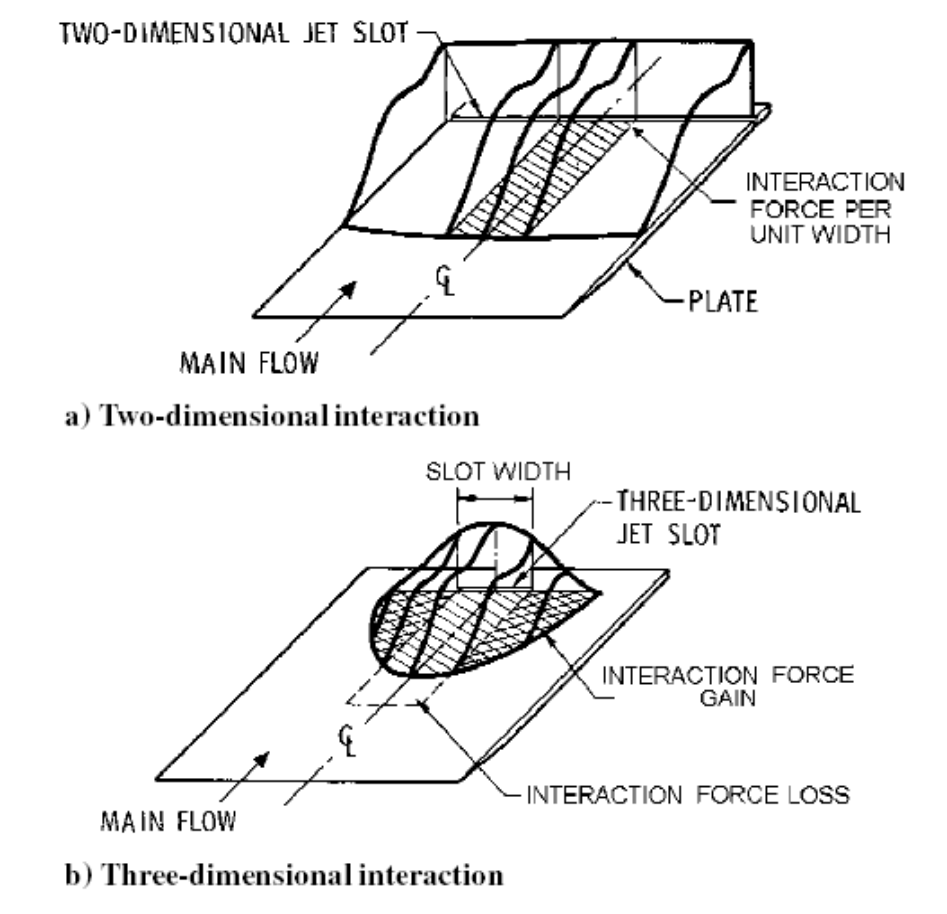 TWO-DIMENSIONAL JET SLOT
INTERACTION
FORCE PER
UNIT WIDTH
℄
PLATE
MAIN FLOW
a) Two-dimensional interaction
SLOT WIDTH
THREE-DIMENSIONAL
JET SLOT
INTERACTION FORCE
GAIN
℄
INTERACTION FORCE LOSS
MAIN FLOW
b) Three-dimensional interaction